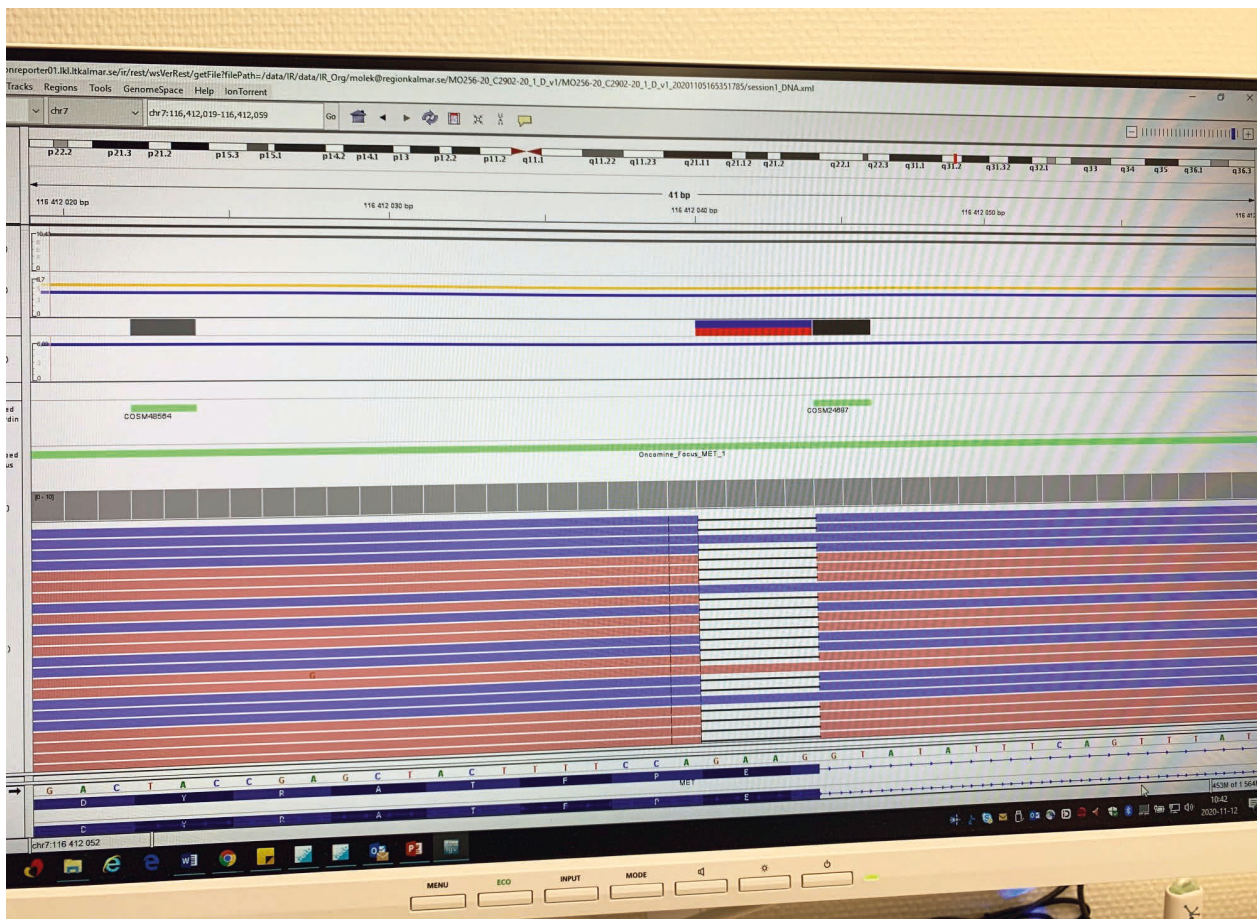 onreporter01.lkl.ltkalmar.se/ir/rest/wsVerRest/getFile?filePath=/data/IR/data/IR_Org/molek@regionkalmar.se/MO256-20_C2902-20_1_D_v1/MO256-20_C2902-20_1_D_v1_20201105165351785/session1_DNA.xml
Tracks Regions Tools GenomeSpace Help IonTorrent
chr7 chr7:116,412,019-116,412,059 Go
p22.2 p21.3 p21.2 p15.3 p15.1 p14.2 p14.1 p13 p12.2 p11.2 q11.1 q11.22 q11.23 q21.11 q21.12 q21.2 q22.1 q22.3 q31.1 q31.2 q31.32 q32.1 q33 q34 q35 q36.1 q36.3
41 bp
116 412 020 bp 116 412 030 bp 116 412 040 bp 116 412 050 bp 116 412
COSM48564 COSM24687
Oncomine_Focus_MET_1
[0 - 10]
G
G A C T A C C G A G C T A C T T T T C C A G A A G G T A T A T T T C A G T T T A T
D Y R A T F P E
MET
D Y R A T F P E
453M of 1 564M
chr7:116 412 052
10:42
2020-11-12
MENU ECO INPUT MODE